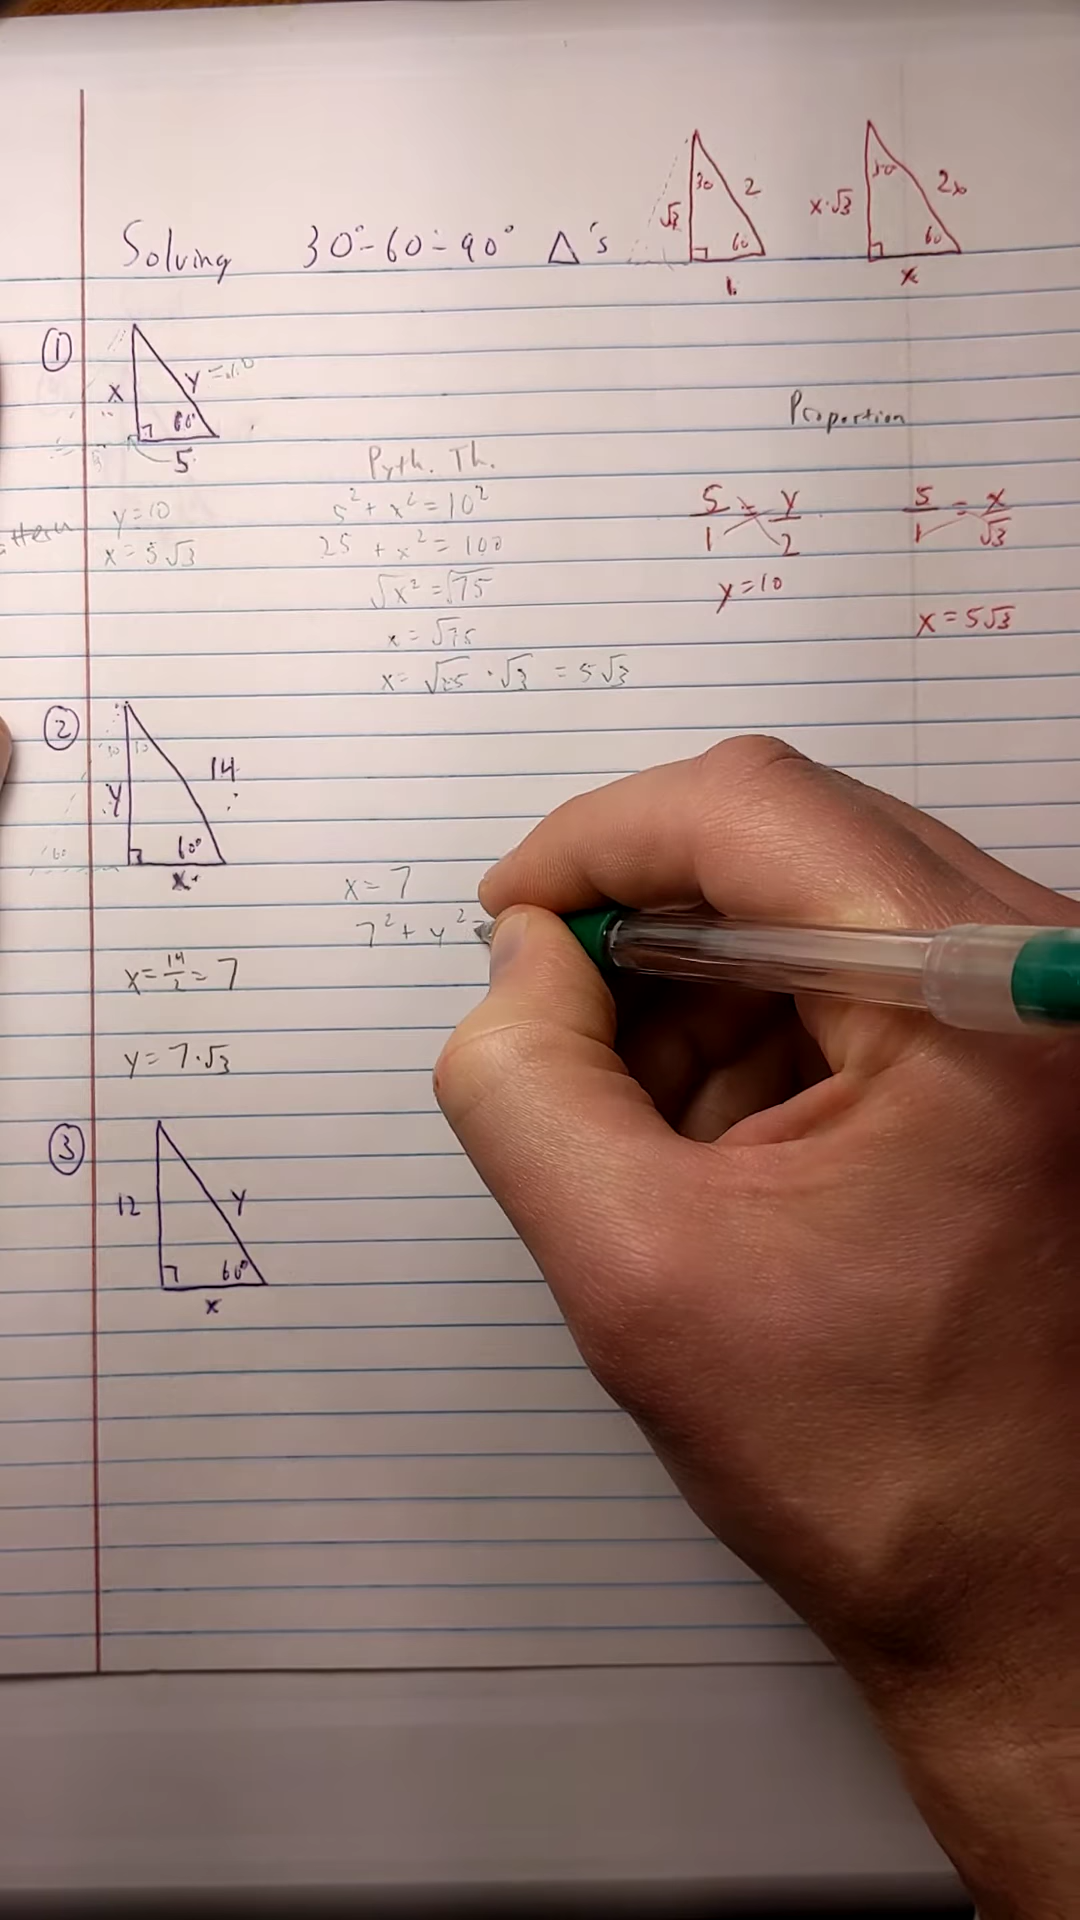 Solving 30°-60°-90° Δ's
30
2
√3
60
1
30
2x
x·√3
60
x
①
x
y = 10
60°
5
Proportion
Pyth. Th.
y = 10
x = 5√3
5² + x² = 10²
25 + x² = 100
√x² = √75
x = √75
x = √25 · √3 = 5√3
5/1 = y/2
y = 10
5/1 = x/√3
x = 5√3
②
14
y
60°
x
x = 7
7² + y² =
x = 14/2 = 7
y = 7·√3
③
12
y
60°
x